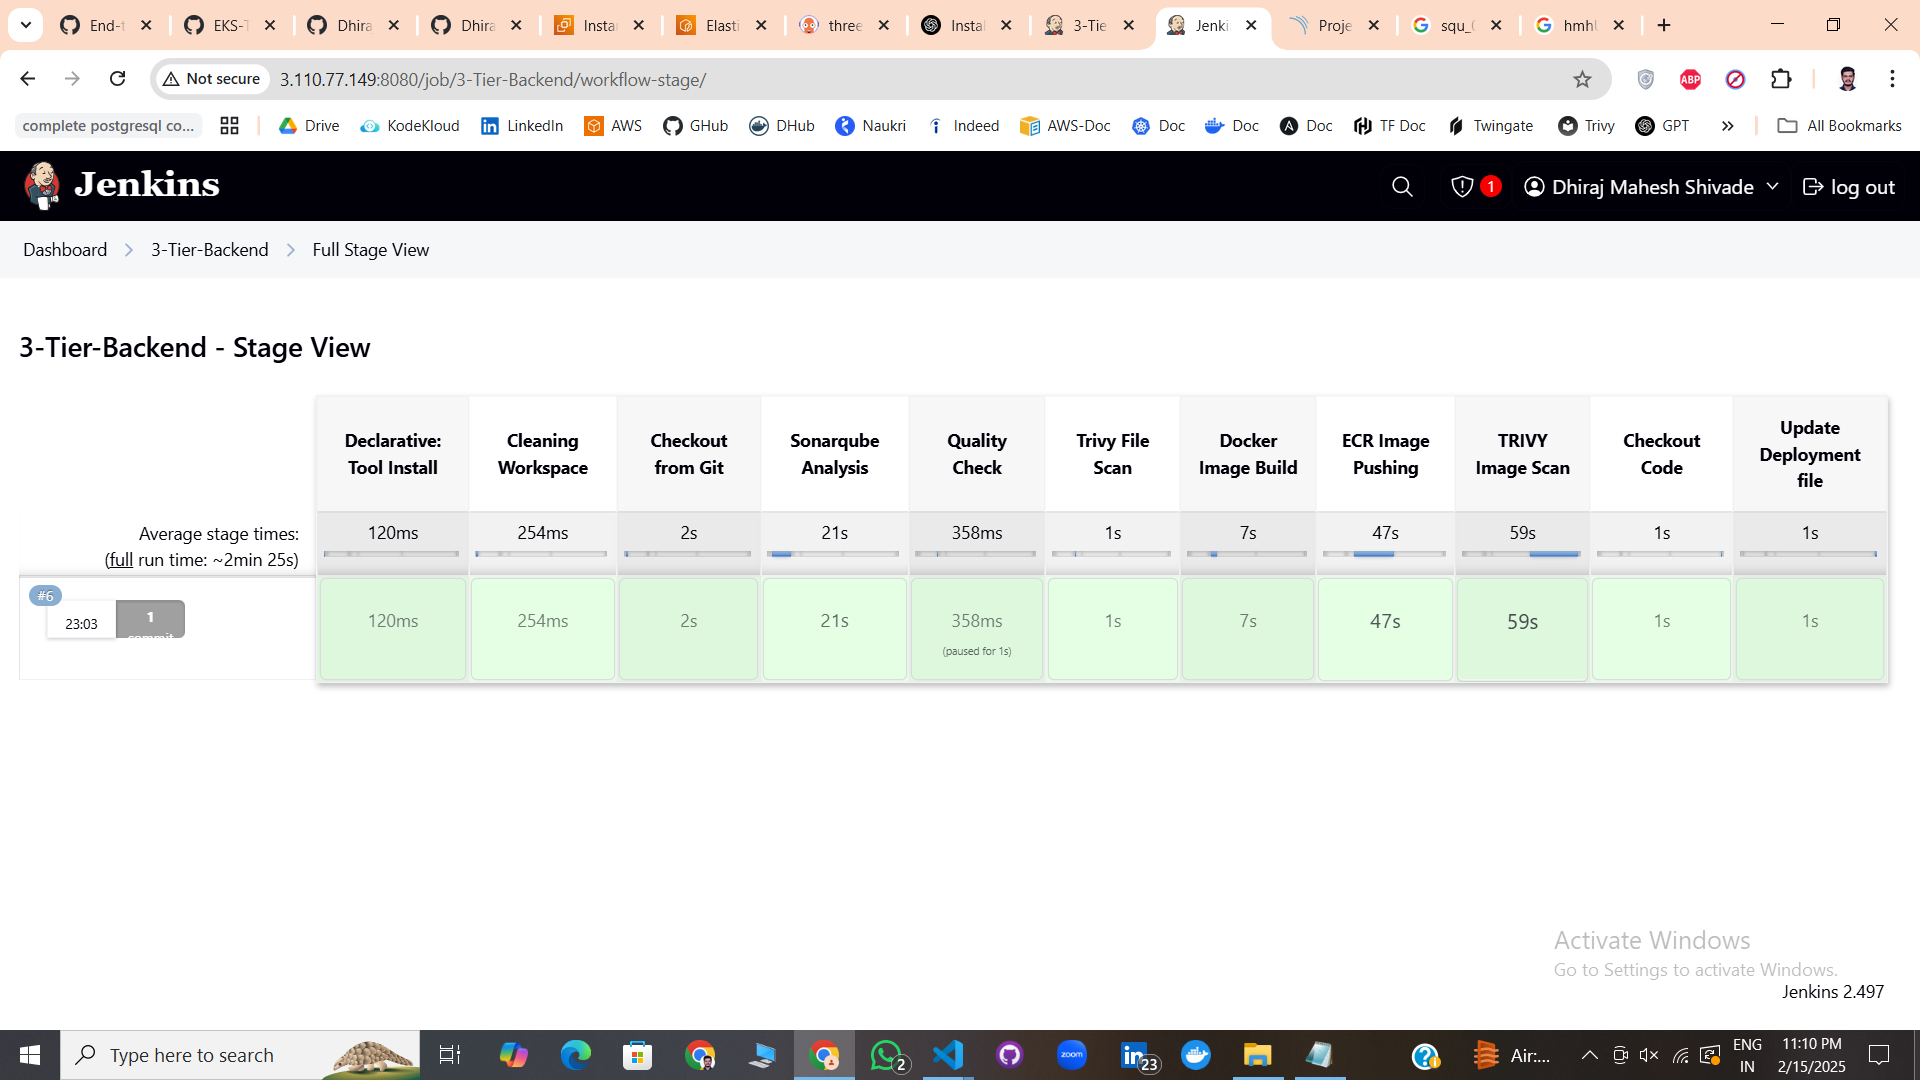 End-t
EKS-T
Dhira
Dhira
Instan
Elasti
three
Instal
3-Tie
Jenki
Proje
squ_0
hmhl
Not secure
3.110.77.149:8080/job/3-Tier-Backend/workflow-stage/
ABP
complete postgresql co...
Drive
KodeKloud
LinkedIn
AWS
GHub
DHub
Naukri
Indeed
AWS-Doc
Doc
Doc
Doc
TF Doc
Twingate
Trivy
GPT
All Bookmarks
Jenkins
1
Dhiraj Mahesh Shivade
log out
Dashboard
3-Tier-Backend
Full Stage View
3-Tier-Backend - Stage View
Declarative:
Tool Install
Cleaning
Workspace
Checkout
from Git
Sonarqube
Analysis
Quality
Check
Trivy File
Scan
Docker
Image Build
ECR Image
Pushing
TRIVY
Image Scan
Checkout
Code
Update
Deployment
file
Average stage times:
(full run time: ~2min 25s)
120ms
254ms
2s
21s
358ms
1s
7s
47s
59s
1s
1s
#6
23:03
1
commit
120ms
254ms
2s
21s
358ms
(paused for 1s)
1s
7s
47s
59s
1s
1s
Activate Windows
Go to Settings to activate Windows.
Jenkins 2.497
Type here to search
zoom
2
23
Air:...
ENG
IN
11:10 PM
2/15/2025